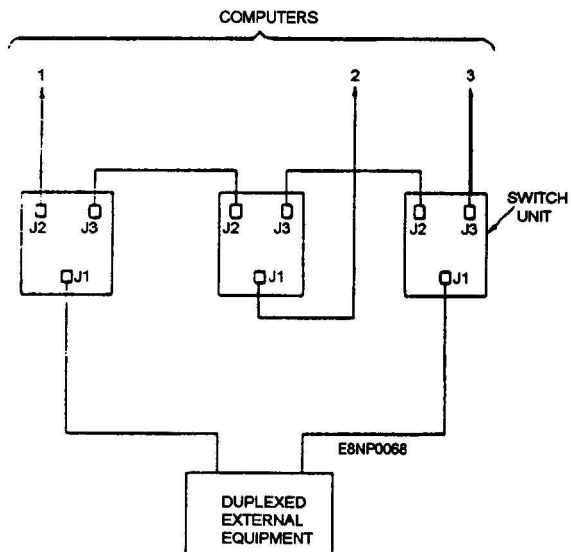 COMPUTERS
1
2
3
J2
J3
J2
J3
J2
J3
SWITCH
UNIT
J1
J1
J1
E8NP0068
DUPLEXED
EXTERNAL
EQUIPMENT